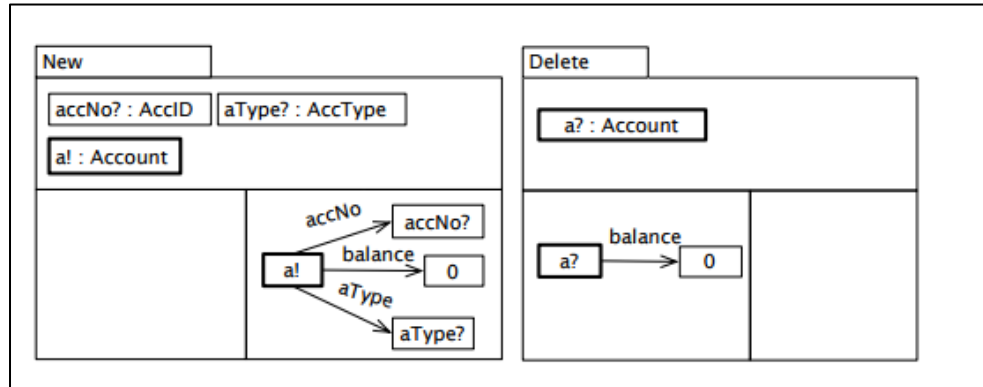 New
accNo? : AccID
aType? : AccType
a! : Account
accNo
accNo?
balance
a!
0
aType
aType?
Delete
a? : Account
balance
a?
0